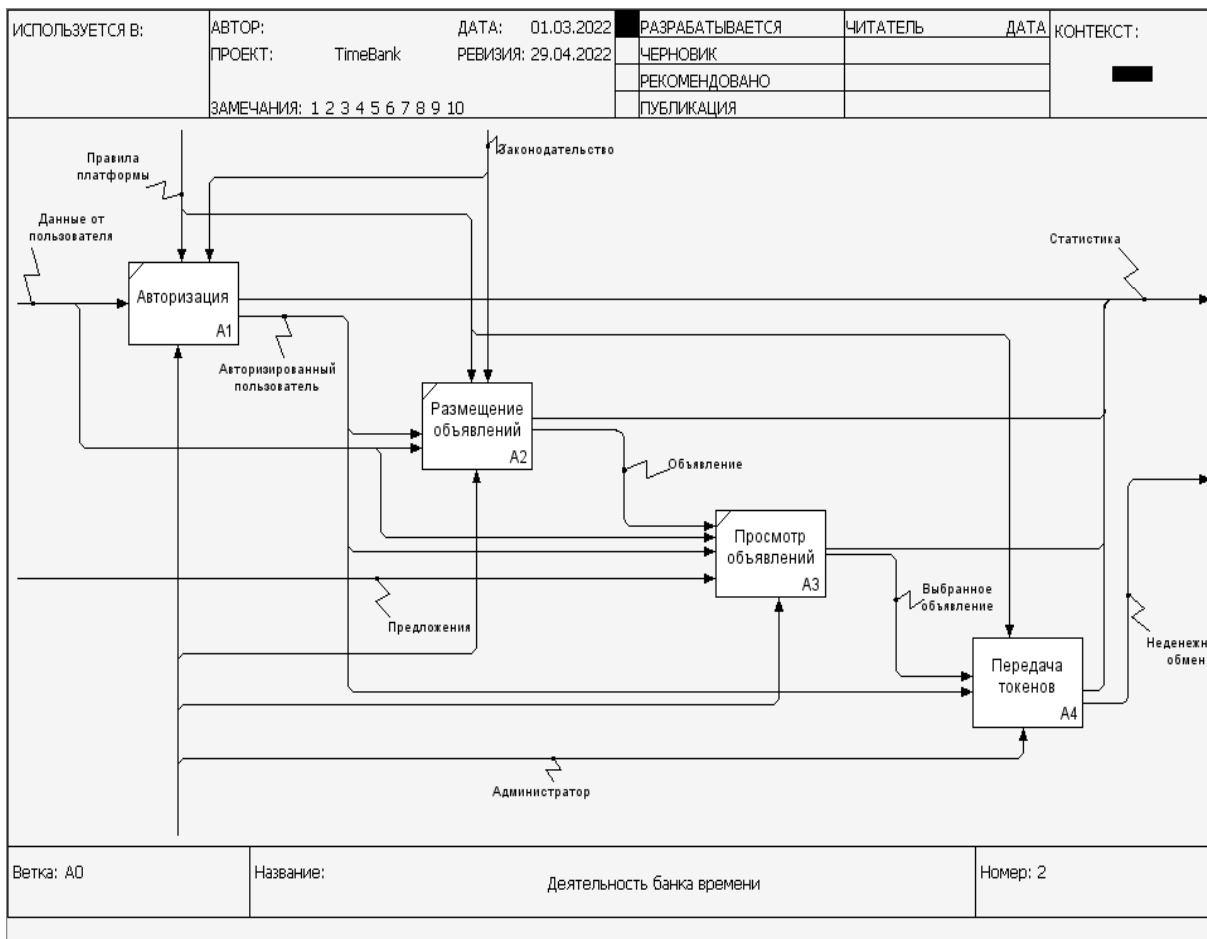 ИСПОЛЬЗУЕТСЯ В:
АВТОР:
ДАТА: 01.03.2022
РАЗРАБАТЫВАЕТСЯ
ЧИТАТЕЛЬ
ДАТА
КОНТЕКСТ:
ПРОЕКТ: TimeBank
РЕВИЗИЯ: 29.04.2022
ЧЕРНОВИК
РЕКОМЕНДОВАНО
ЗАМЕЧАНИЯ: 1 2 3 4 5 6 7 8 9 10
ПУБЛИКАЦИЯ
Правила
платформы
Законодательство
Данные от
пользователя
Статистика
Авторизация
A1
Авторизированный
пользователь
Размещение
объявлений
A2
Объявление
Просмотр
объявлений
A3
Выбранное
объявление
Предложения
Неденежн
обмен
Передача
токенов
A4
Администратор
Ветка: A0
Название:
Деятельность банка времени
Номер: 2